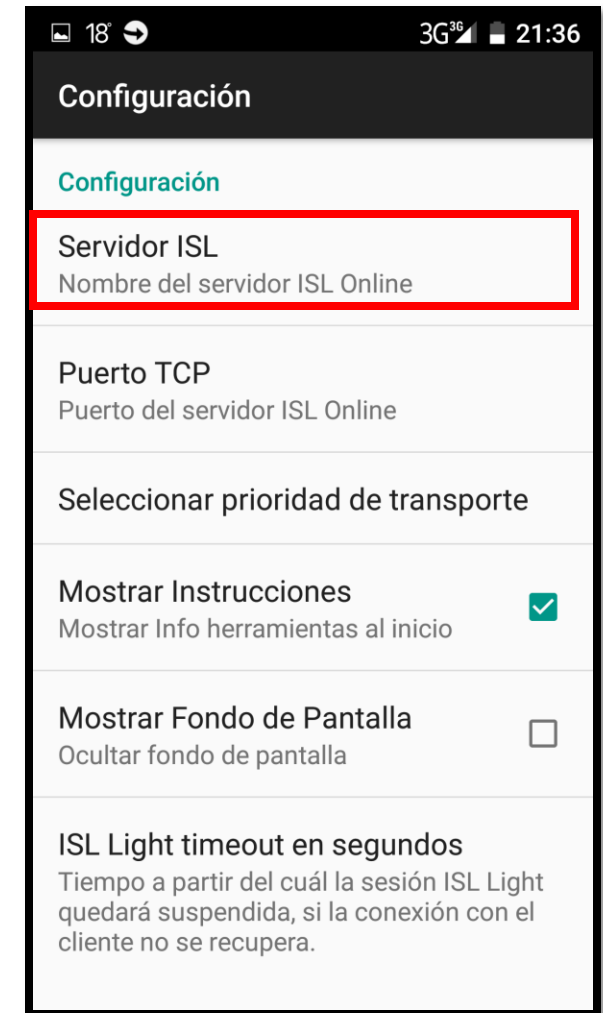 18° 3G 3G 21:36
Configuración
Configuración
Servidor ISL
Nombre del servidor ISL Online
Puerto TCP
Puerto del servidor ISL Online
Seleccionar prioridad de transporte
Mostrar Instrucciones
Mostrar Info herramientas al inicio
Mostrar Fondo de Pantalla
Ocultar fondo de pantalla
ISL Light timeout en segundos
Tiempo a partir del cuál la sesión ISL Light
quedará suspendida, si la conexión con el
cliente no se recupera.